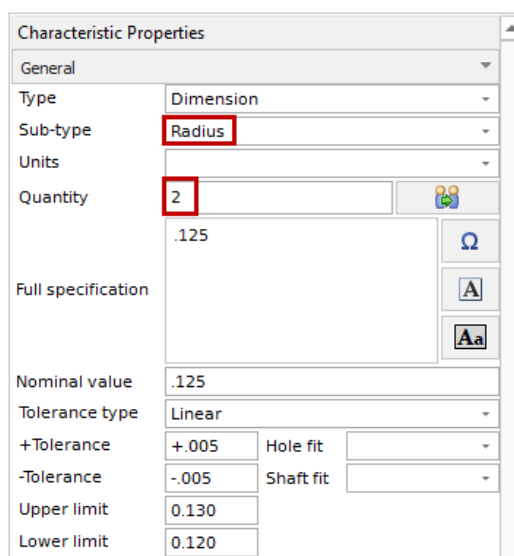 Characteristic Properties
General
Type Dimension
Sub-type Radius
Units
Quantity 2
.125
Ω
Full specification A
Aa
Nominal value .125
Tolerance type Linear
+Tolerance +.005 Hole fit
-Tolerance -.005 Shaft fit
Upper limit 0.130
Lower limit 0.120